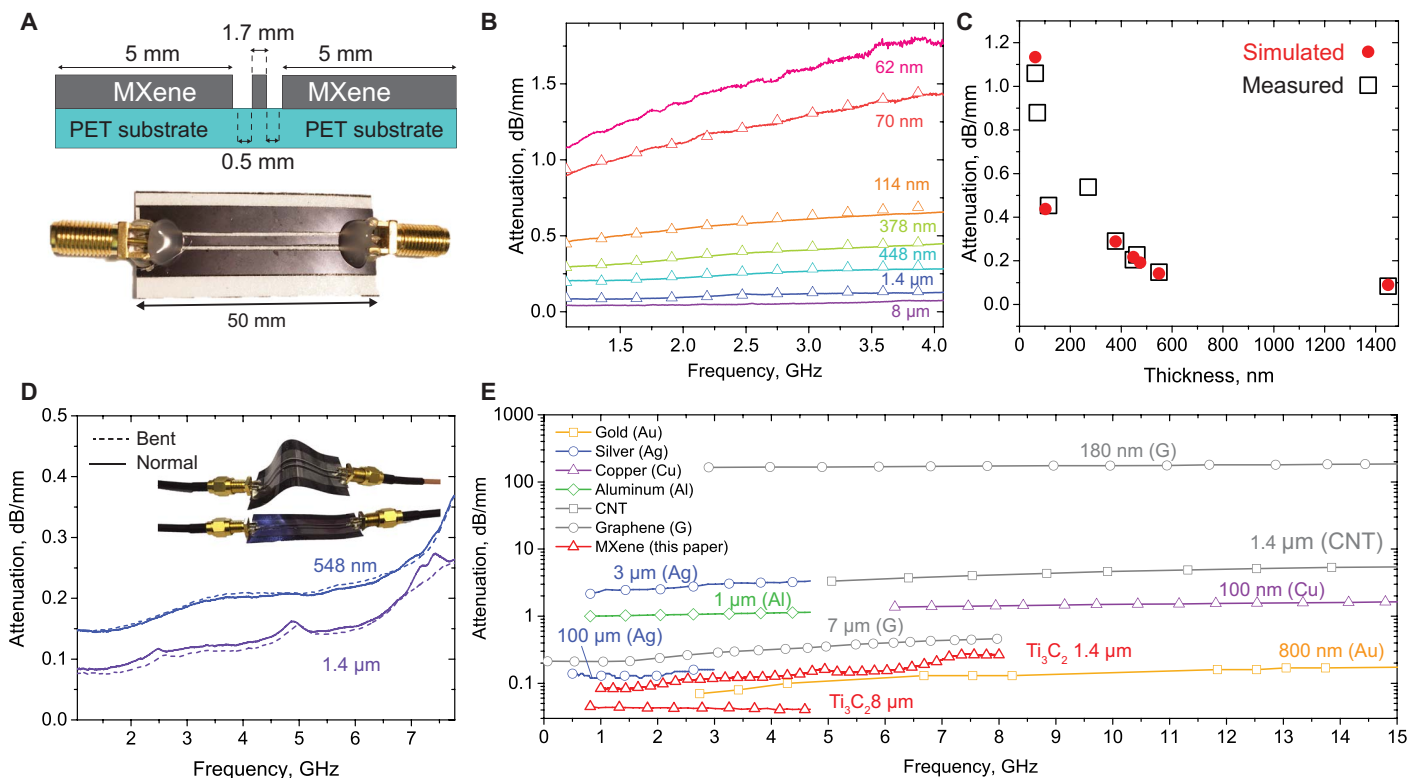 A
1.7 mm
5 mm
5 mm
MXene
MXene
PET substrate
PET substrate
0.5 mm
50 mm
B
Attenuation, dB/mm
1.5
1.0
0.5
0.0
62 nm
70 nm
114 nm
378 nm
448 nm
1.4 µm
8 µm
1.5 2.0 2.5 3.0 3.5 4.0
Frequency, GHz
C
Attenuation, dB/mm
1.2
1.0
0.8
0.6
0.4
0.2
0.0
Simulated
Measured
0 200 400 600 800 1000 1200 1400
Thickness, nm
D
Attenuation, dB/mm
0.5
0.4
0.3
0.2
0.1
0.0
Bent
Normal
548 nm
1.4 µm
2 3 4 5 6 7
Frequency, GHz
E
Attenuation, dB/mm
1000
100
10
1
0.1
Gold (Au)
Silver (Ag)
Copper (Cu)
Aluminum (Al)
CNT
Graphene (G)
MXene (this paper)
180 nm (G)
1.4 µm (CNT)
3 µm (Ag)
1 µm (Al)
100 nm (Cu)
7 µm (G)
100 µm (Ag)
Ti₃C₂ 1.4 µm
800 nm (Au)
Ti₃C₂8 µm
0 1 2 3 4 5 6 7 8 9 10 11 12 13 14 15
Frequency, GHz